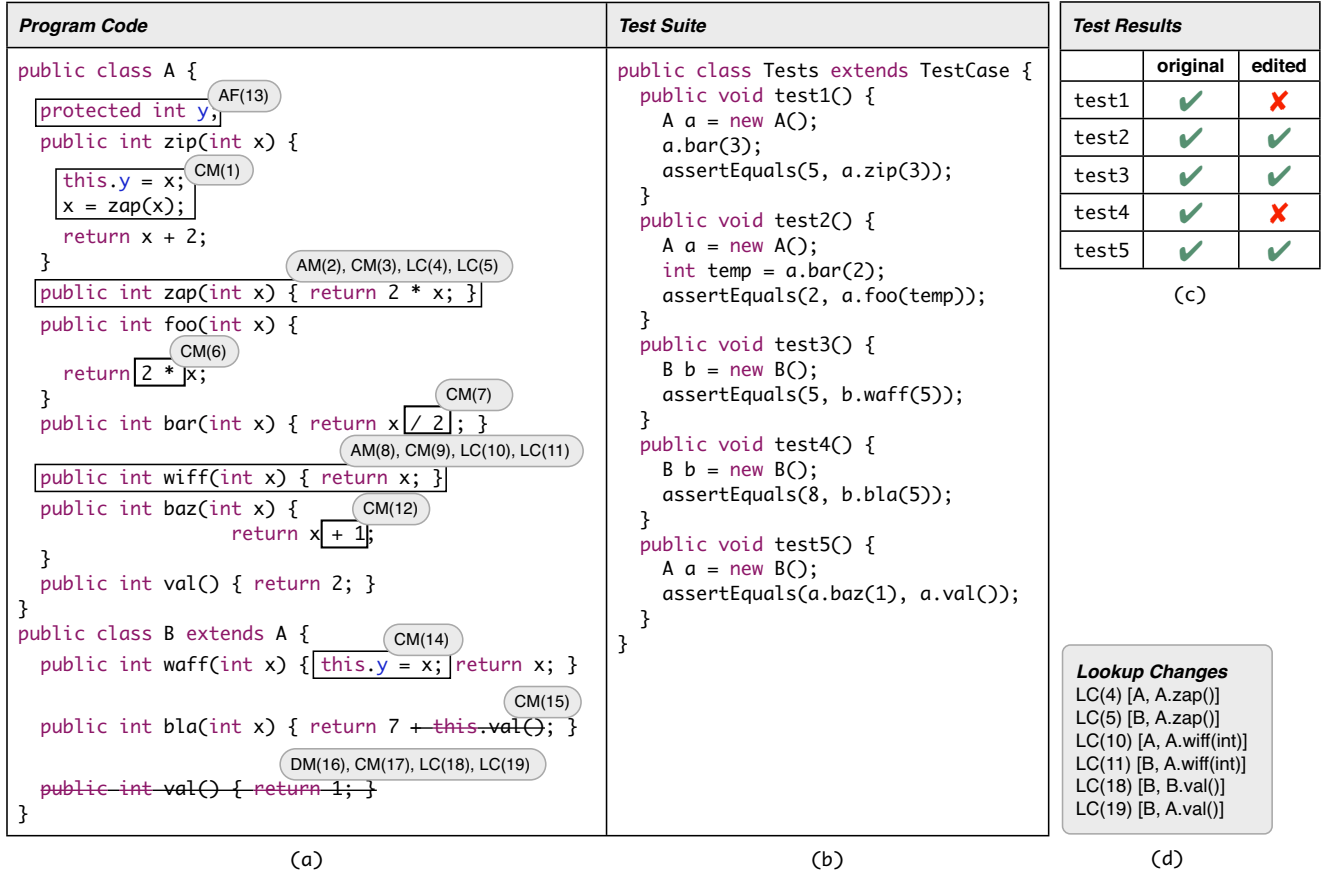 Program Code
public class A {
AF(13)
protected int y;
public int zip(int x) {
CM(1)
this.y = x;
x = zap(x);
return x + 2;
}
AM(2), CM(3), LC(4), LC(5)
public int zap(int x) { return 2 * x; }
public int foo(int x) {
CM(6)
return 2 * x;
}
CM(7)
public int bar(int x) { return x / 2 ; }
AM(8), CM(9), LC(10), LC(11)
public int wiff(int x) { return x; }
public int baz(int x) {
CM(12)
return x + 1;
}
public int val() { return 2; }
}
public class B extends A {
CM(14)
public int waff(int x) { this.y = x; return x; }
CM(15)
public int bla(int x) { return 7 + this.val(); }
DM(16), CM(17), LC(18), LC(19)
public int val() { return 1; }
}
(a)
Test Suite
public class Tests extends TestCase {
public void test1() {
A a = new A();
a.bar(3);
assertEquals(5, a.zip(3));
}
public void test2() {
A a = new A();
int temp = a.bar(2);
assertEquals(2, a.foo(temp));
}
public void test3() {
B b = new B();
assertEquals(5, b.waff(5));
}
public void test4() {
B b = new B();
assertEquals(8, b.bla(5));
}
public void test5() {
A a = new B();
assertEquals(a.baz(1), a.val());
}
}
(b)
Test Results
original edited
test1 ✔ ✘
test2 ✔ ✔
test3 ✔ ✔
test4 ✔ ✘
test5 ✔ ✔
(c)
Lookup Changes
LC(4) [A, A.zap()]
LC(5) [B, A.zap()]
LC(10) [A, A.wiff(int)]
LC(11) [B, A.wiff(int)]
LC(18) [B, B.val()]
LC(19) [B, A.val()]
(d)